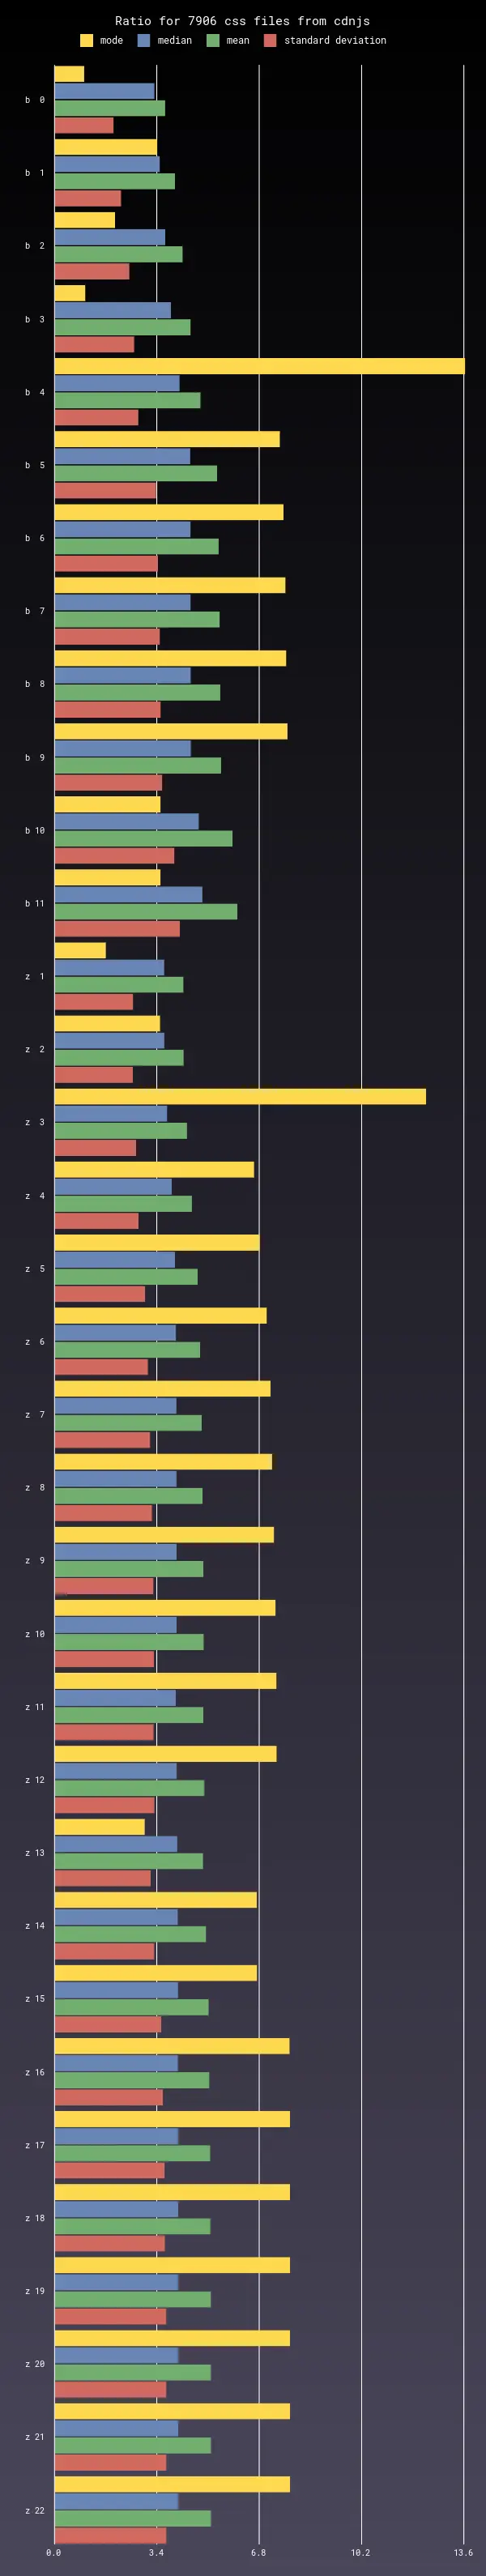 Ratio for 7906 css files from cdnjs
mode median mean standard deviation
b 0
b 1
b 2
b 3
b 4
b 5
b 6
b 7
b 8
b 9
b 10
b 11
z 1
z 2
z 3
z 4
z 5
z 6
z 7
z 8
z 9
z 10
z 11
z 12
z 13
z 14
z 15
z 16
z 17
z 18
z 19
z 20
z 21
z 22
0.0 3.4 6.8 10.2 13.6